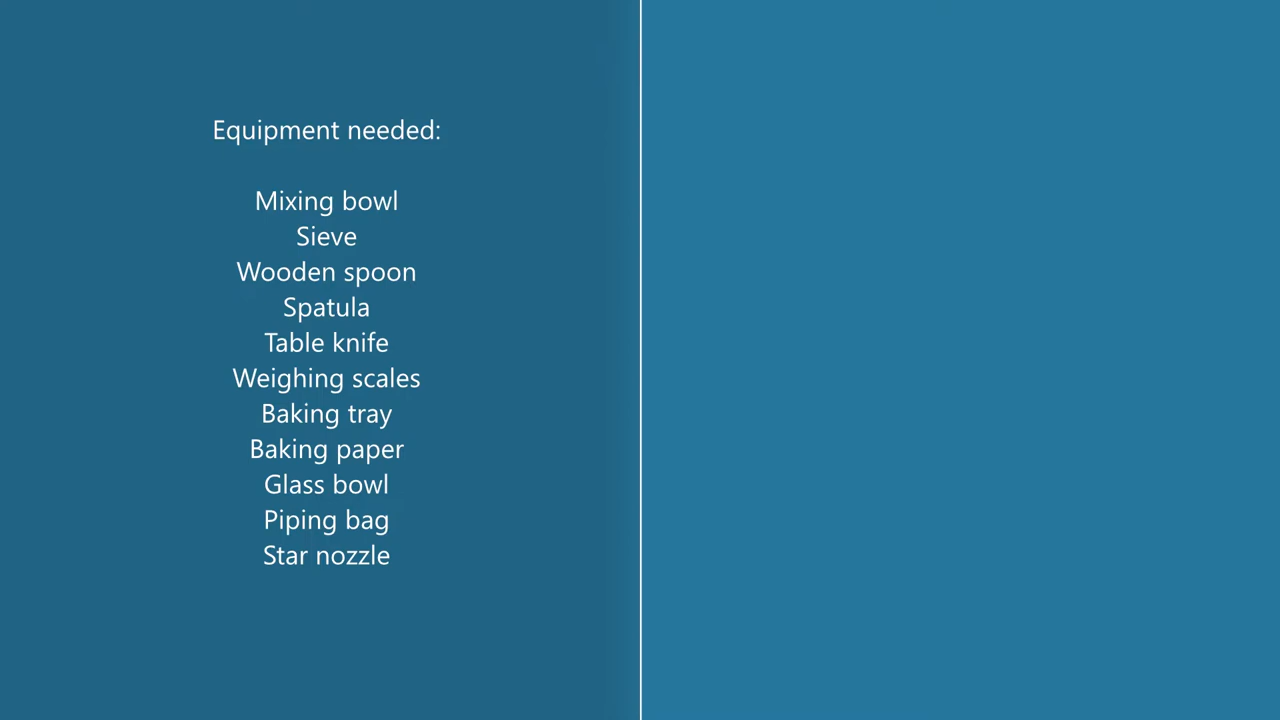 Equipment needed:
Mixing bowl
Sieve
Wooden spoon
Spatula
Table knife
Weighing scales
Baking tray
Baking paper
Glass bowl
Piping bag
Star nozzle